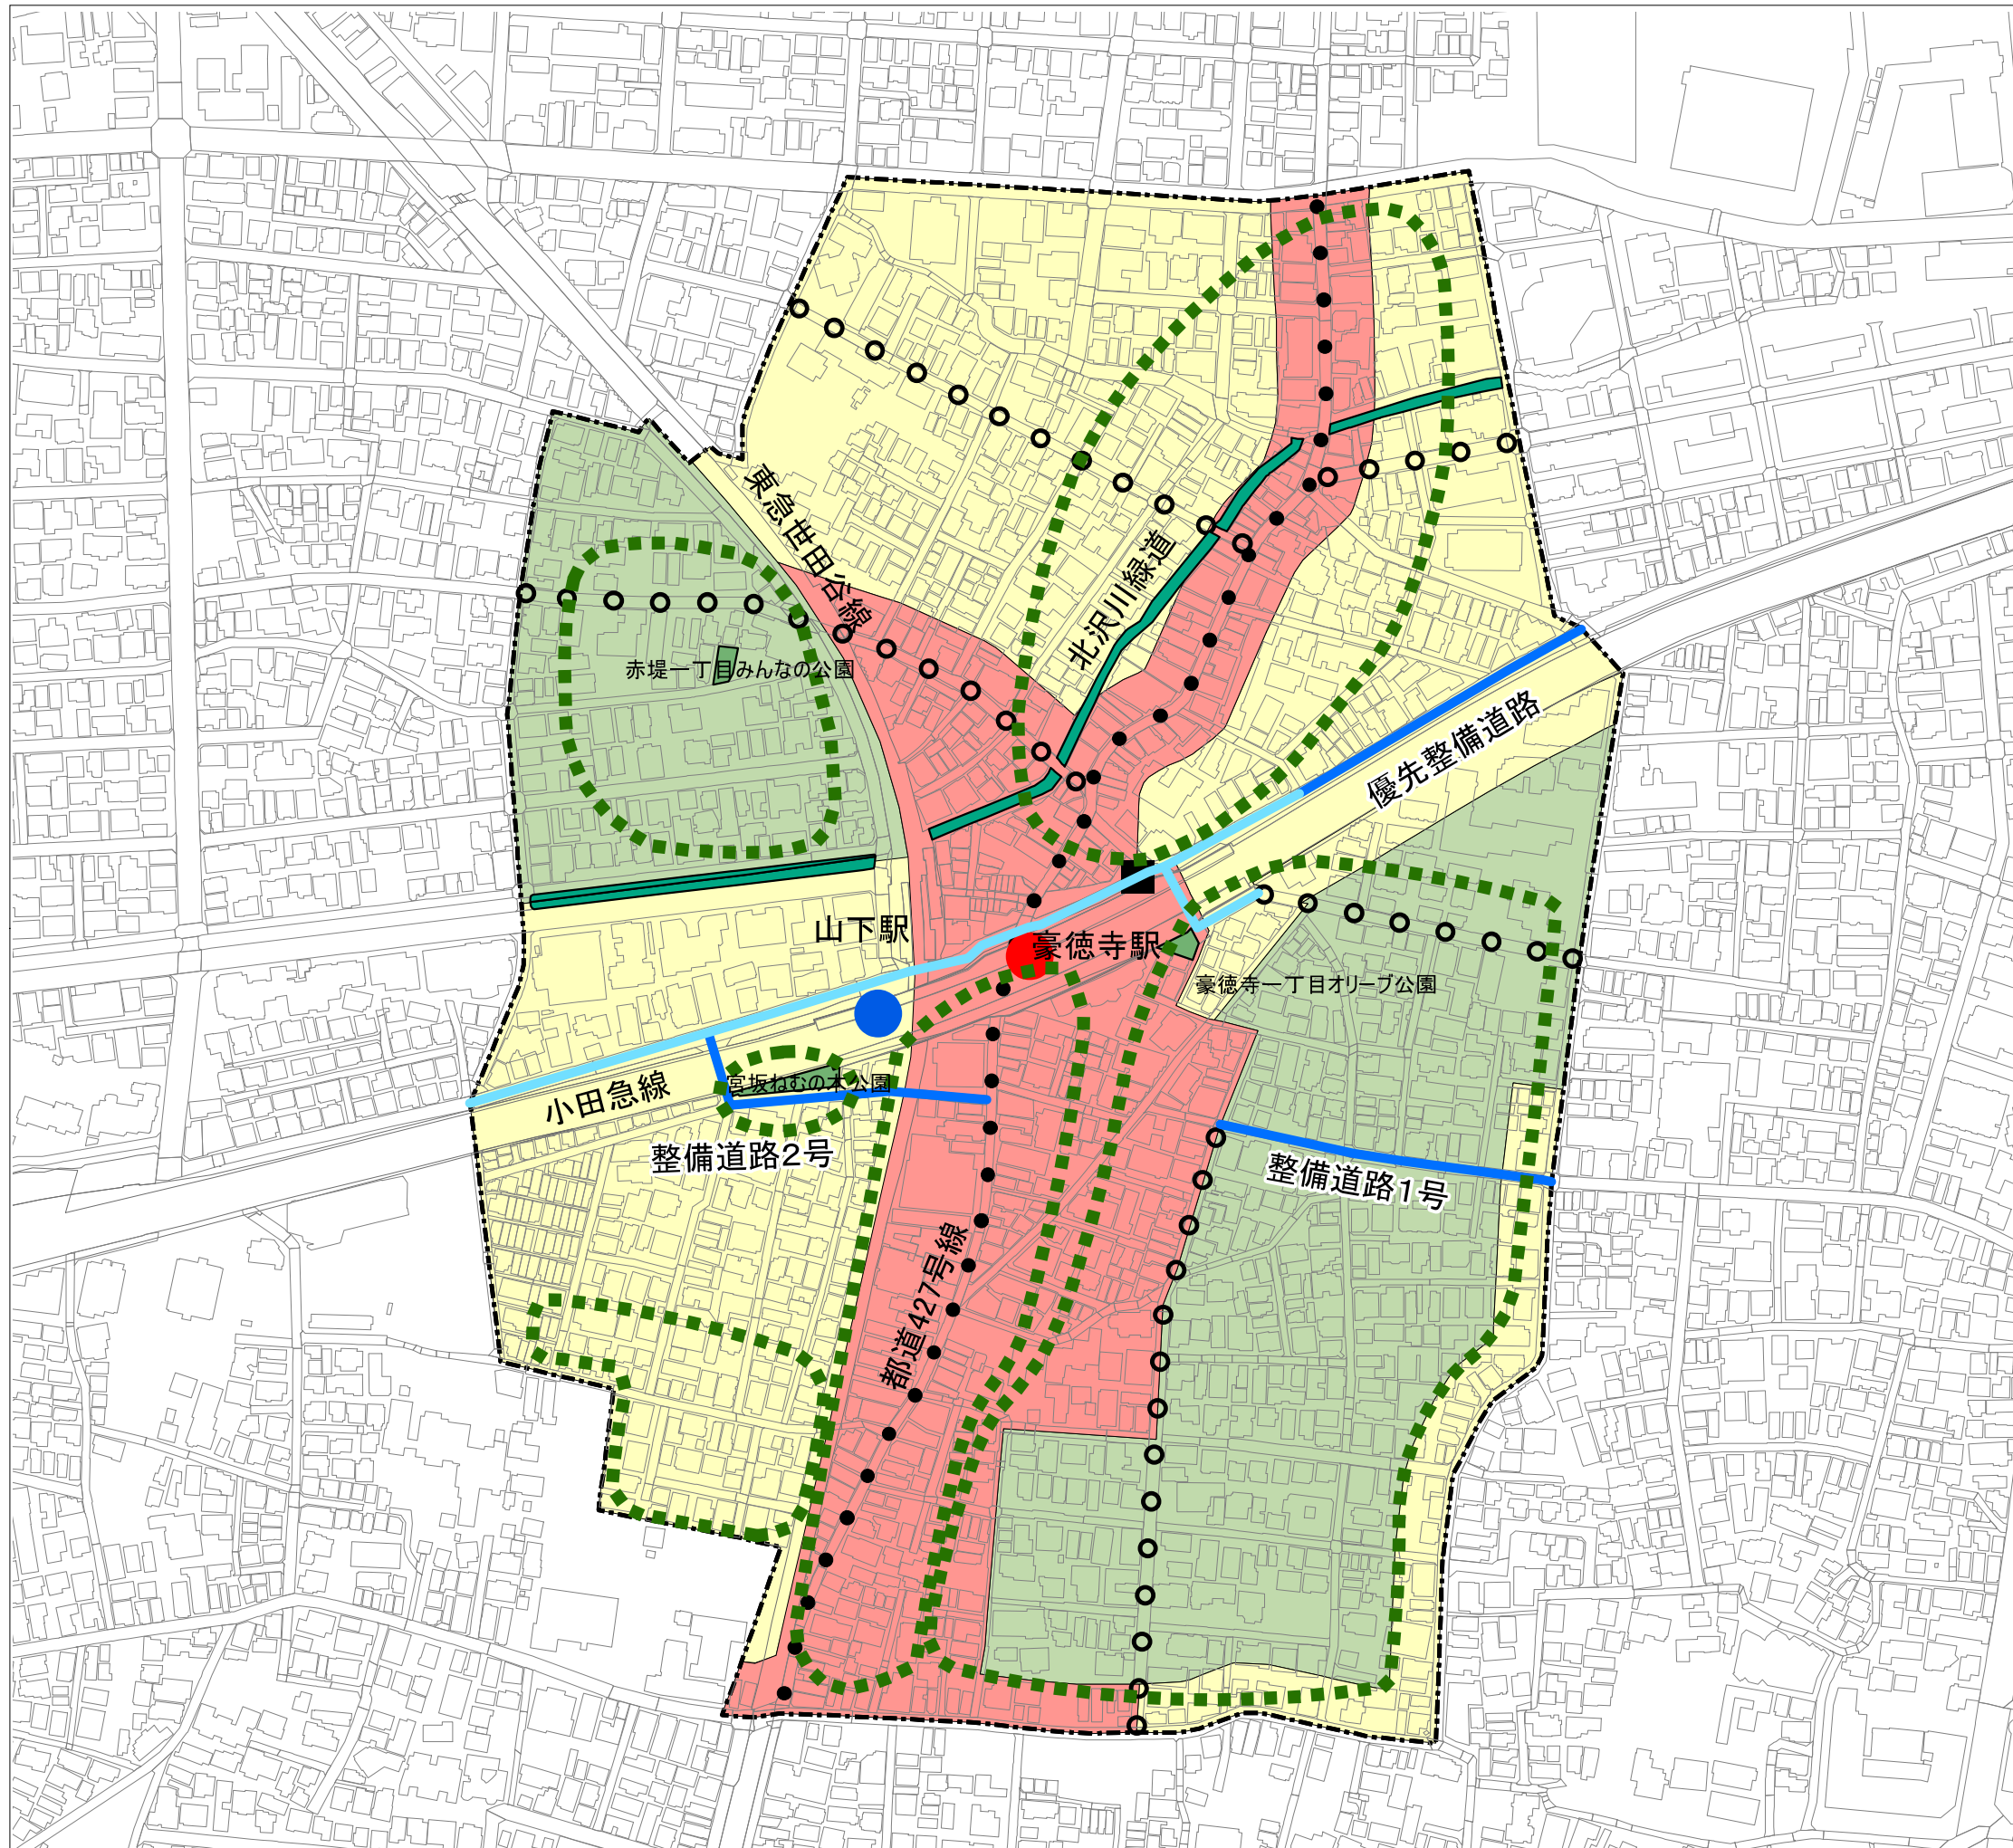 東急世田谷線
北沢川緑道
赤堤一丁目みんなの公園
優先整備道路
山下駅
豪徳寺駅
豪徳寺一丁目オリーブ公園
宮坂ねむの木公園
小田急線
整備道路2号
整備道路1号
都道427号線